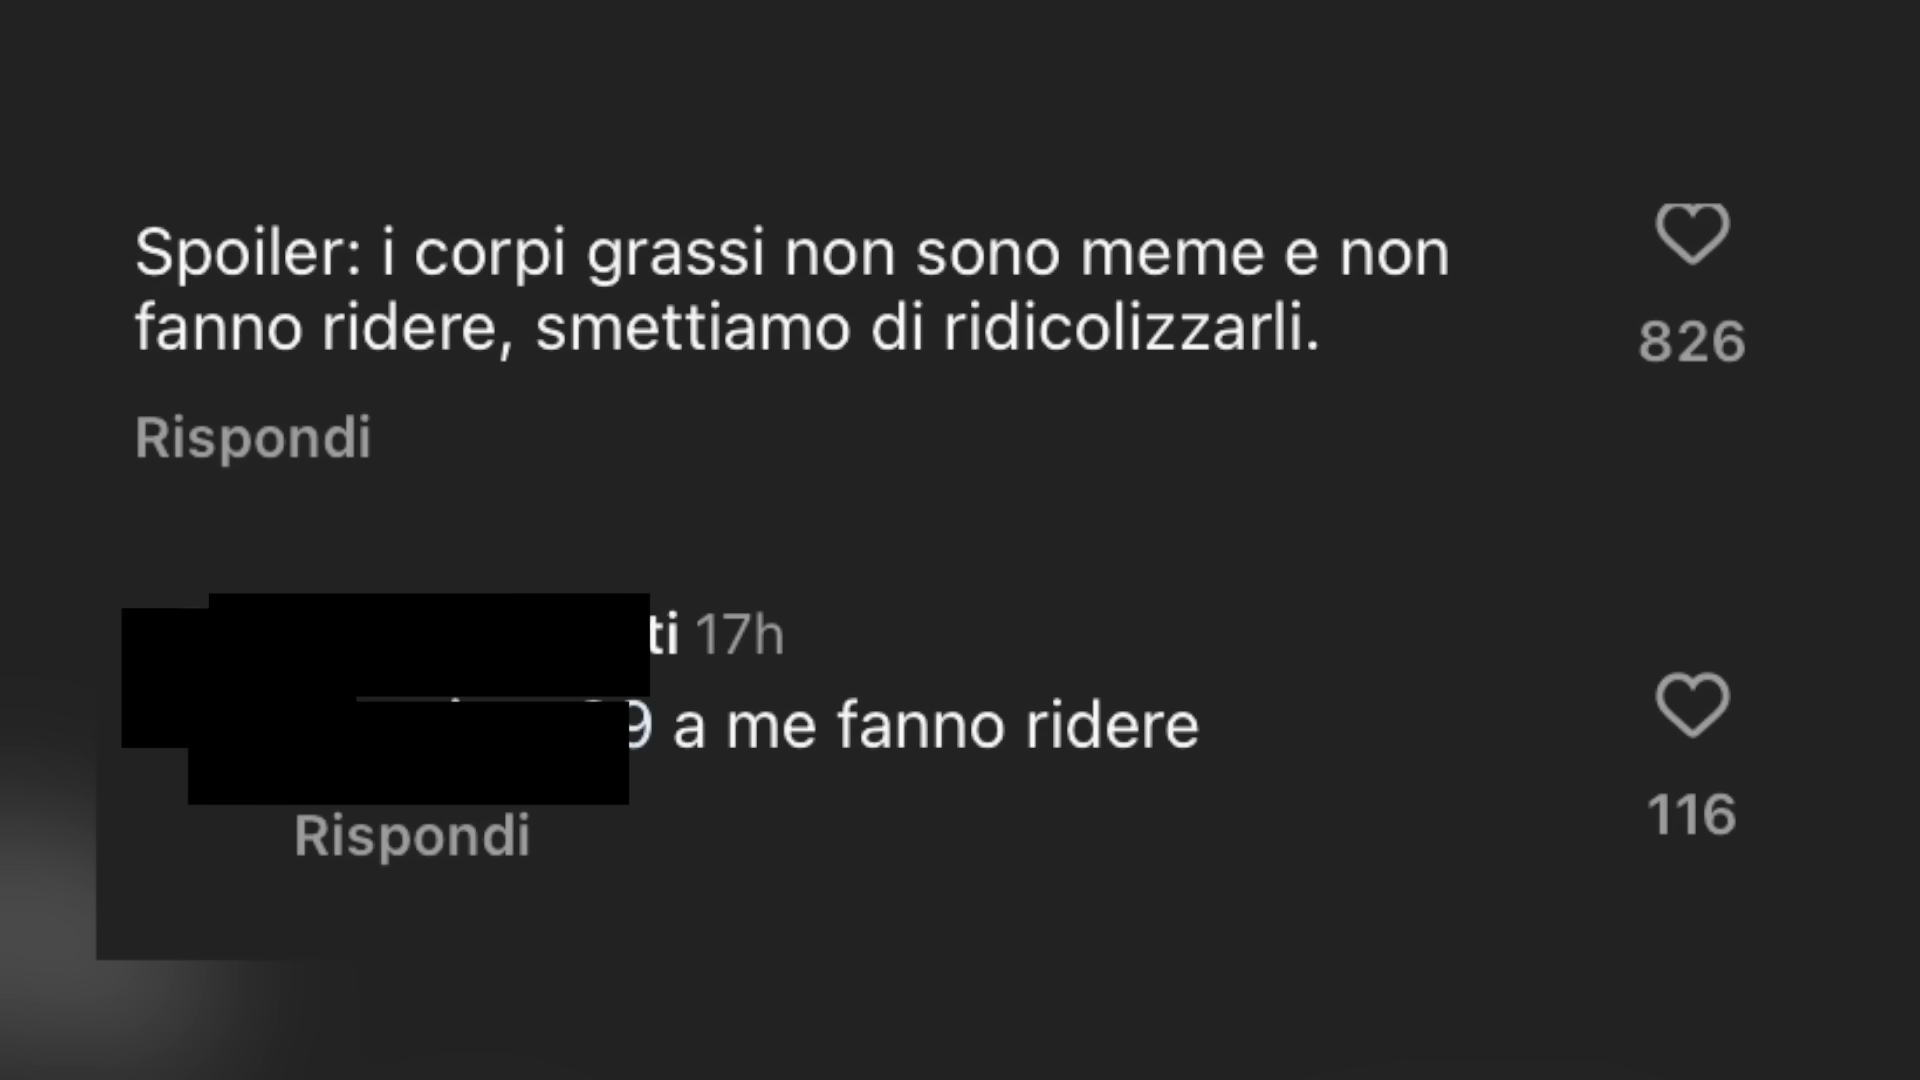 Spoiler: i corpi grassi non sono meme e non
fanno ridere, smettiamo di ridicolizzarli.
826
Rispondi
ti 17h
9 a me fanno ridere
116
Rispondi